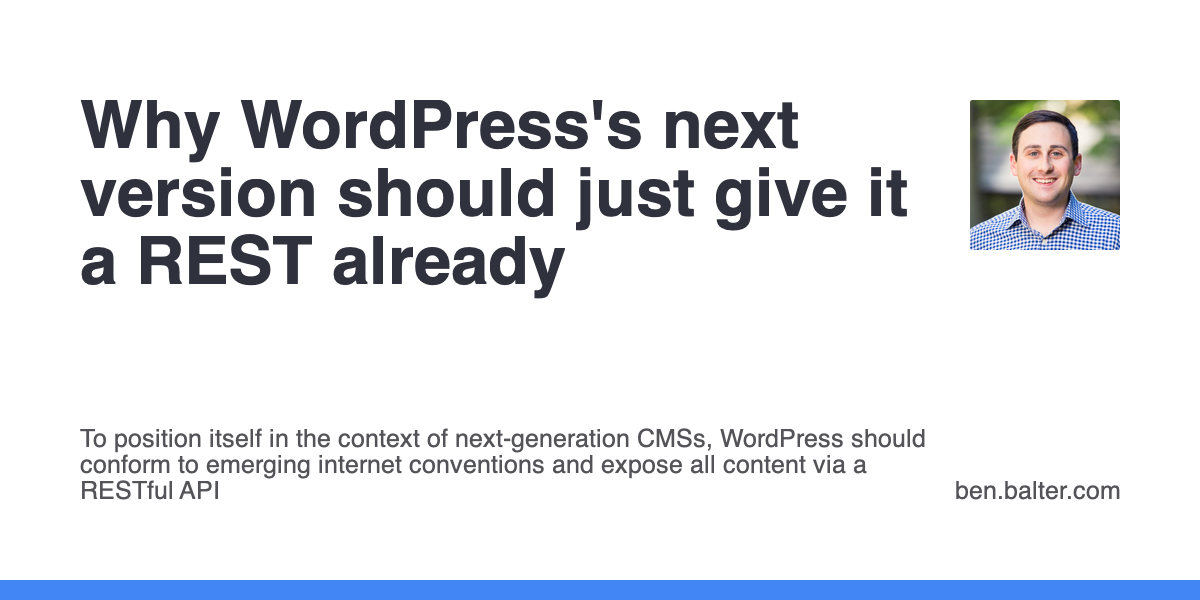 Why WordPress's next
version should just give it
a REST already
To position itself in the context of next-generation CMSs, WordPress should
conform to emerging internet conventions and expose all content via a
RESTful API
ben.balter.com